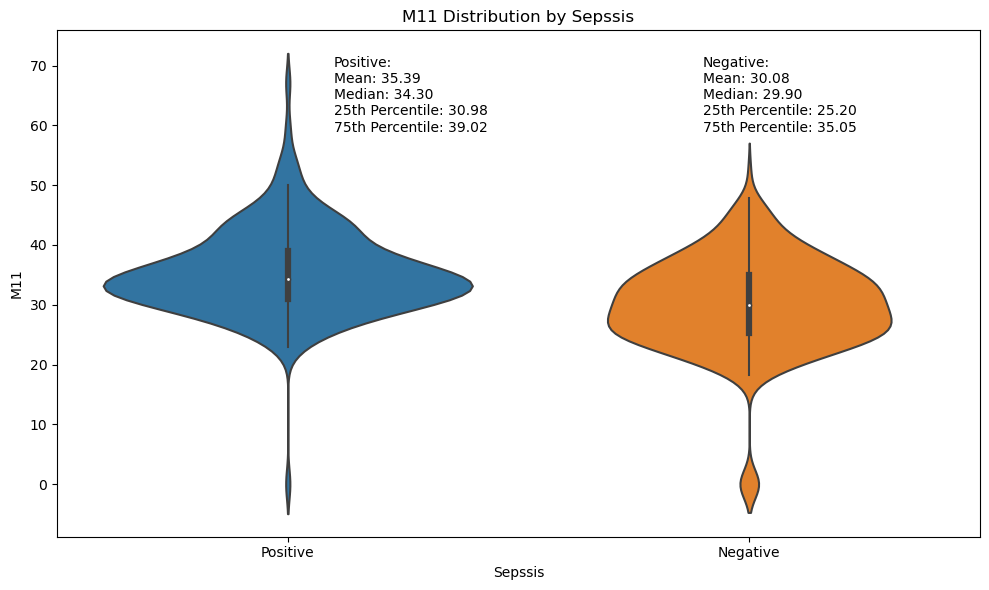 M11 Distribution by Sepssis
Positive:
Mean: 35.39
Median: 34.30
25th Percentile: 30.98
75th Percentile: 39.02
Negative:
Mean: 30.08
Median: 29.90
25th Percentile: 25.20
75th Percentile: 35.05
M11
70
60
50
40
30
20
10
0
Positive
Negative
Sepssis